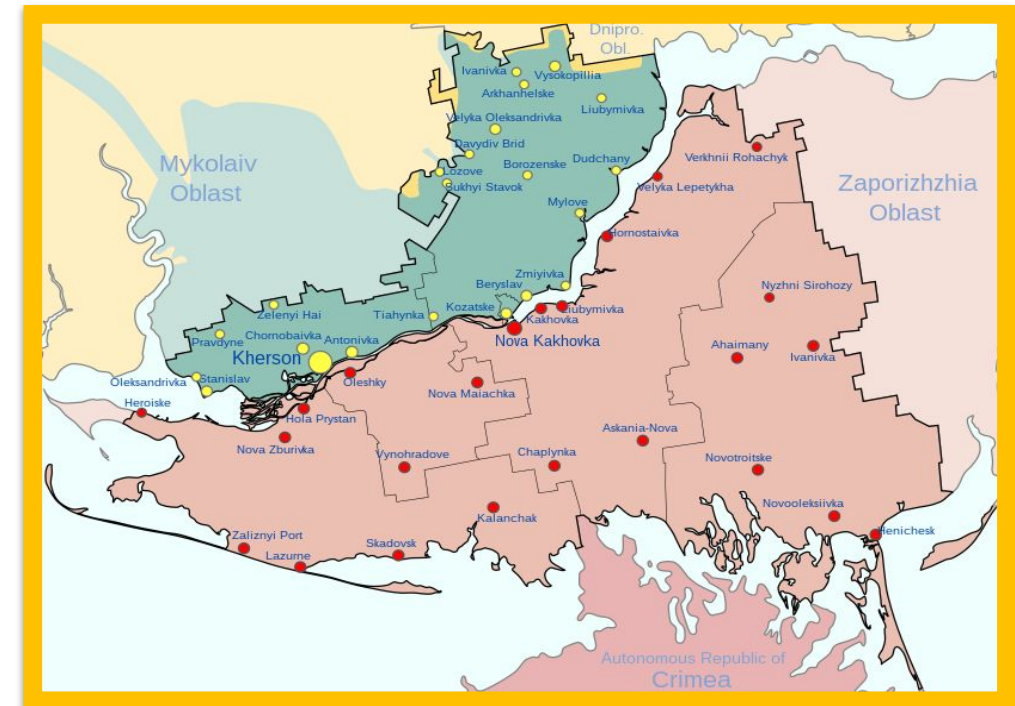 Dnipro.
Obl.
Ivanivka
Vysokopillia
Arkhanhelske
Liubymivka
Velyka Oleksandrivka
Davydiv Brid
Mykolaiv
Oblast
Lozove
Borozenske
Dudchany
Verkhnii Rohachyk
Sukhyi Stavok
Velyka Lepetykha
Zaporizhzhia
Oblast
Mylove
Hornostaivka
Zmiyivka
Beryslav
Nyzhni Sirohozy
Zelenyi Hai
Tiahynka
Kozatske
Liubymivka
Kakhovka
Pravdyne
Chornobaivka
Antonivka
Nova Kakhovka
Ahaimany
Ivanivka
Kherson
Oleksandrivka
Stanislav
Oleshky
Nova Maiachka
Heroiske
Hola Prystan
Askania-Nova
Nova Zburivka
Vynohradove
Chaplynka
Novotroitske
Kalanchak
Novooleksiivka
Henichesk
Zaliznyi Port
Skadovsk
Lazurne
Autonomous Republic of
Crimea